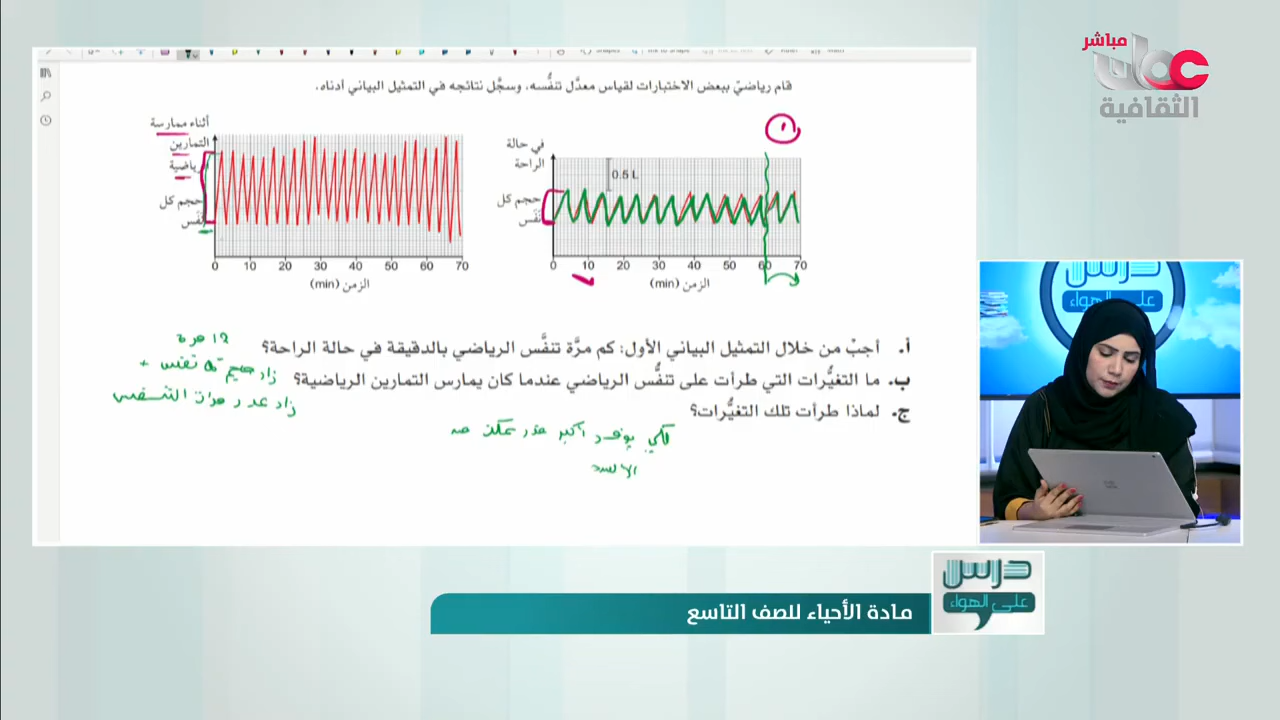 مباشر
عمان
الثقافية
قام رياضيّ ببعض الاختبارات لقياس معدَّل تنفُّسه، وسجَّل نتائجه في التمثيل البياني أدناه.
في حالة
الراحة
0.5 L
حجم كل
نَفَس
0 10 20 30 40 50 60 70
الزمن (min)
أثناء ممارسة
التمارين
الرياضية
حجم كل
نَفَس
0 10 20 30 40 50 60 70
الزمن (min)
أ. أجبْ من خلال التمثيل البياني الأول: كم مرَّة تنفَّس الرياضي بالدقيقة في حالة الراحة؟
١٢ مرة
ب. ما التغيُّرات التي طرأت على تنفُّس الرياضي عندما كان يمارس التمارين الرياضية؟
زاد حجم كل تنفس +
زاد عدد مرات التنفس
ج. لماذا طرأت تلك التغيُّرات؟
لكي يوفر أكبر قدر ممكن من
درس
على الهواء
درس
على الهواء
مادة الأحياء للصف التاسع